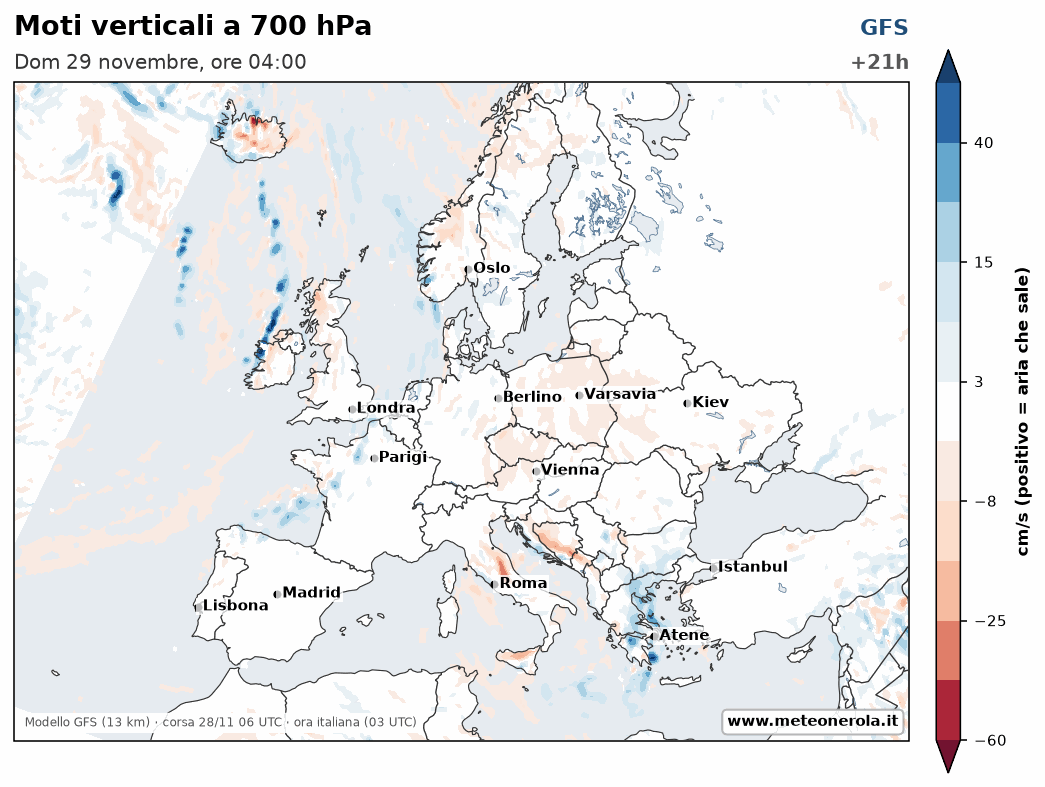 Moti verticali a 700 hPa
GFS
Dom 29 novembre, ore 04:00
+21h
40
15
3
−8
−25
−60
cm/s (positivo = aria che sale)
Oslo
Londra
Berlino
Varsavia
Kiev
Parigi
Vienna
Istanbul
Roma
Madrid
Lisbona
Atene
Modello GFS (13 km) · corsa 28/11 06 UTC · ora italiana (03 UTC)
www.meteonerola.it